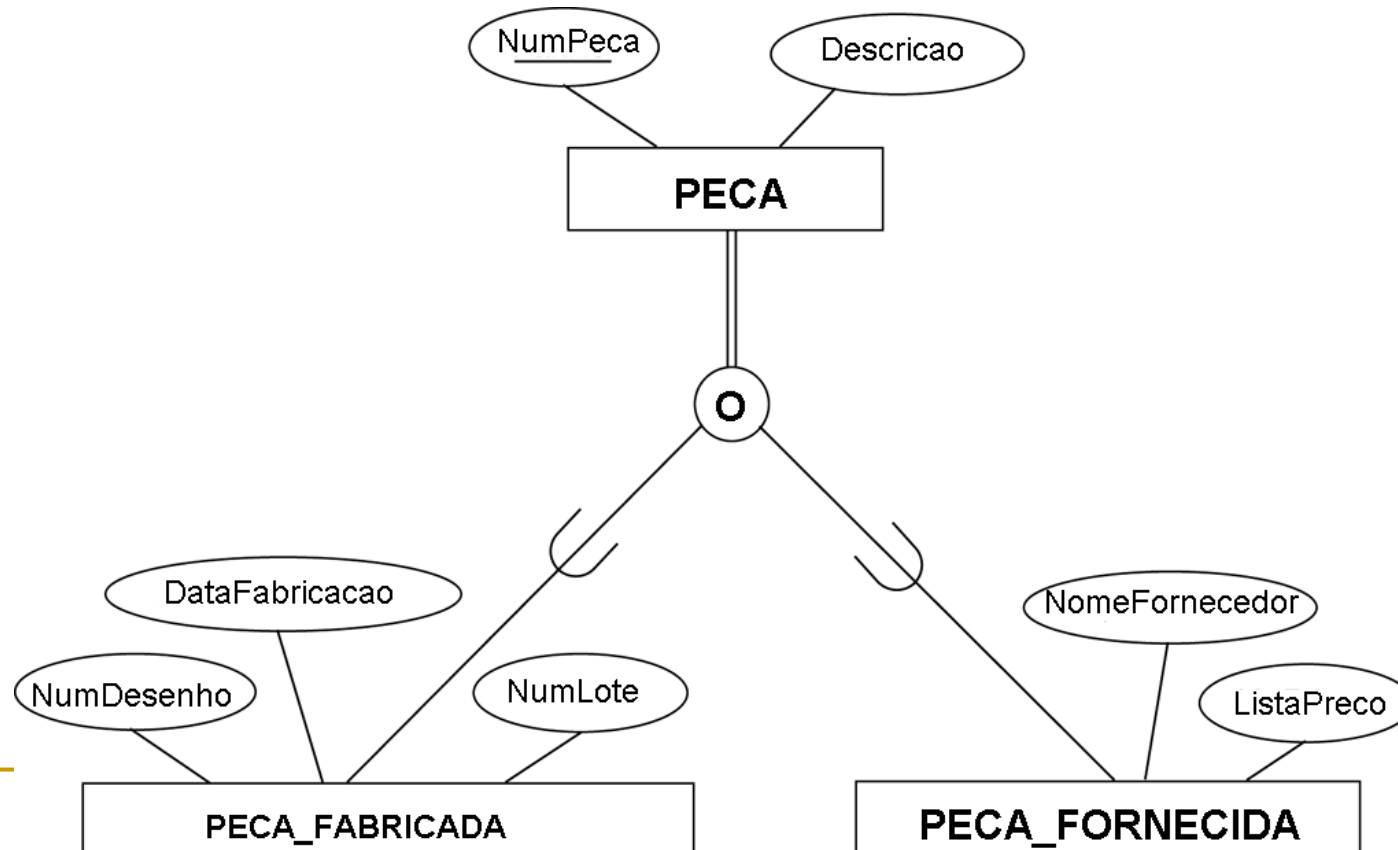 NumPeca
Descricao
PECA
O
DataFabricacao
NomeFornecedor
NumDesenho
NumLote
ListaPreco
PECA_FABRICADA
PECA_FORNECIDA